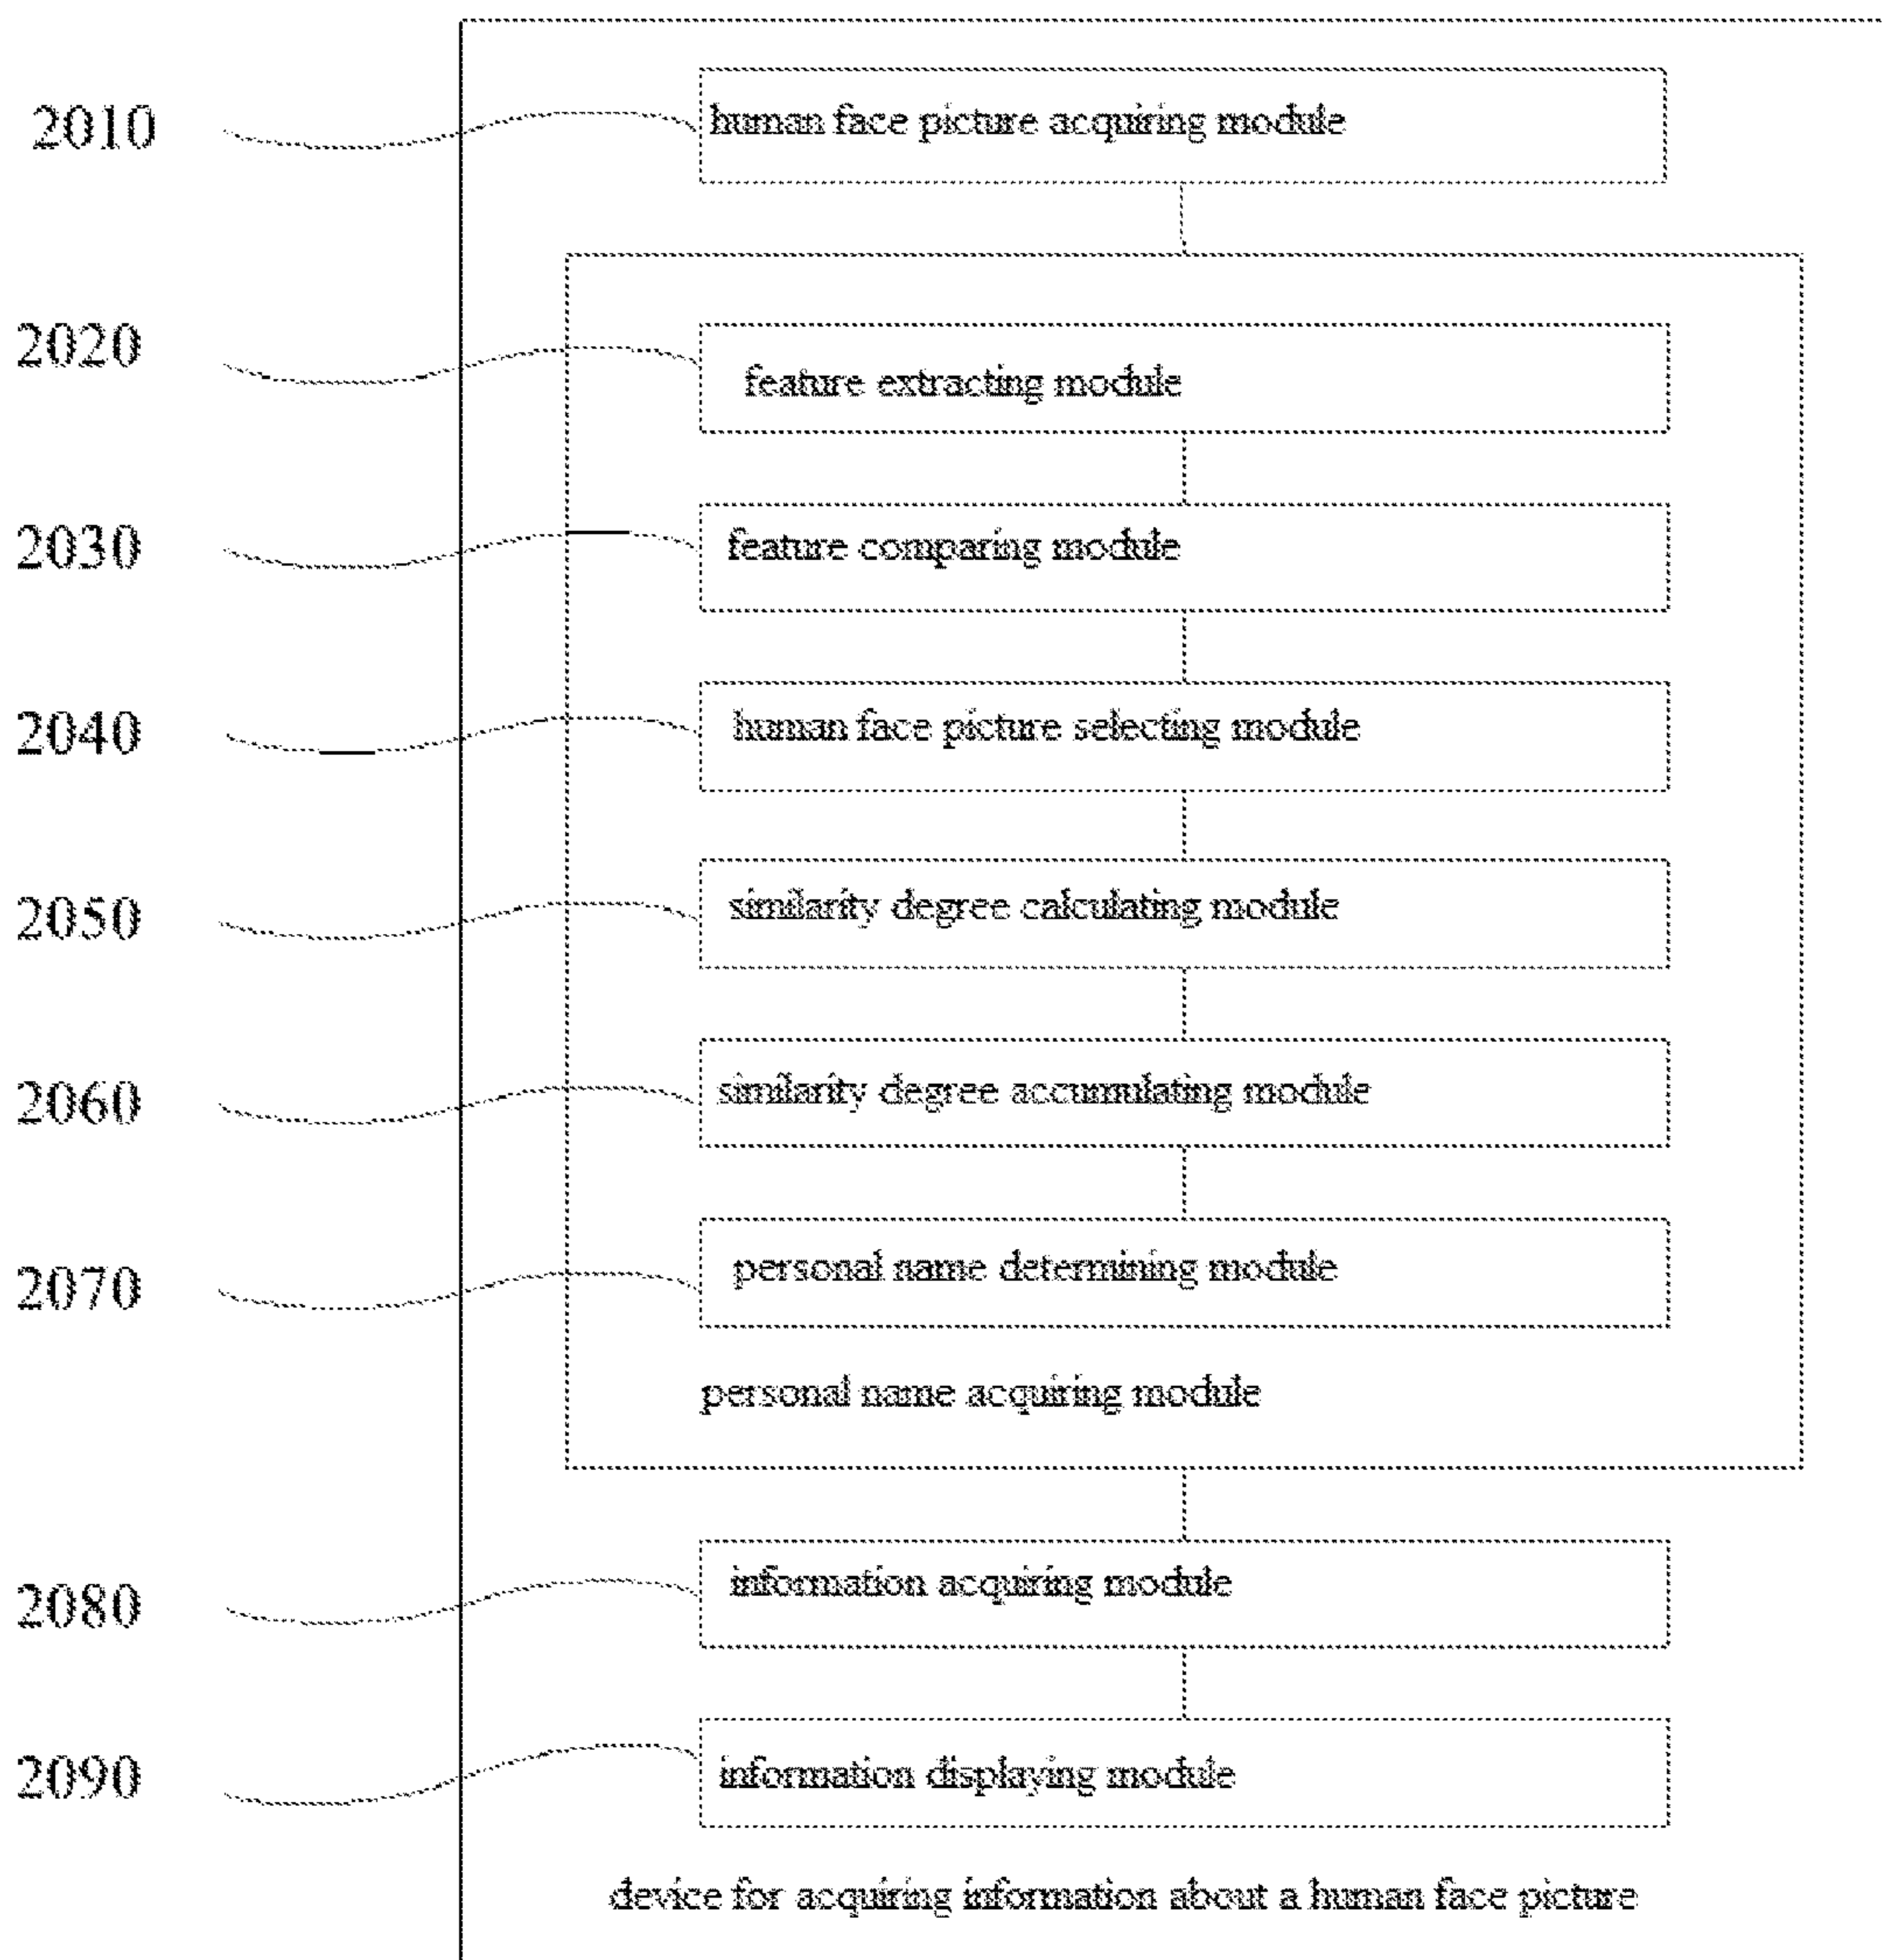 2010 human face picture acquiring module
2020 feature extracting module
2030 feature comparing module
2040 human face picture selecting module
2050 similarity degree calculating module
2060 similarity degree accumulating module
2070 personal name determining module
personal name acquiring module
2080 information acquiring module
2090 information displaying module
device for acquiring information about a human face picture